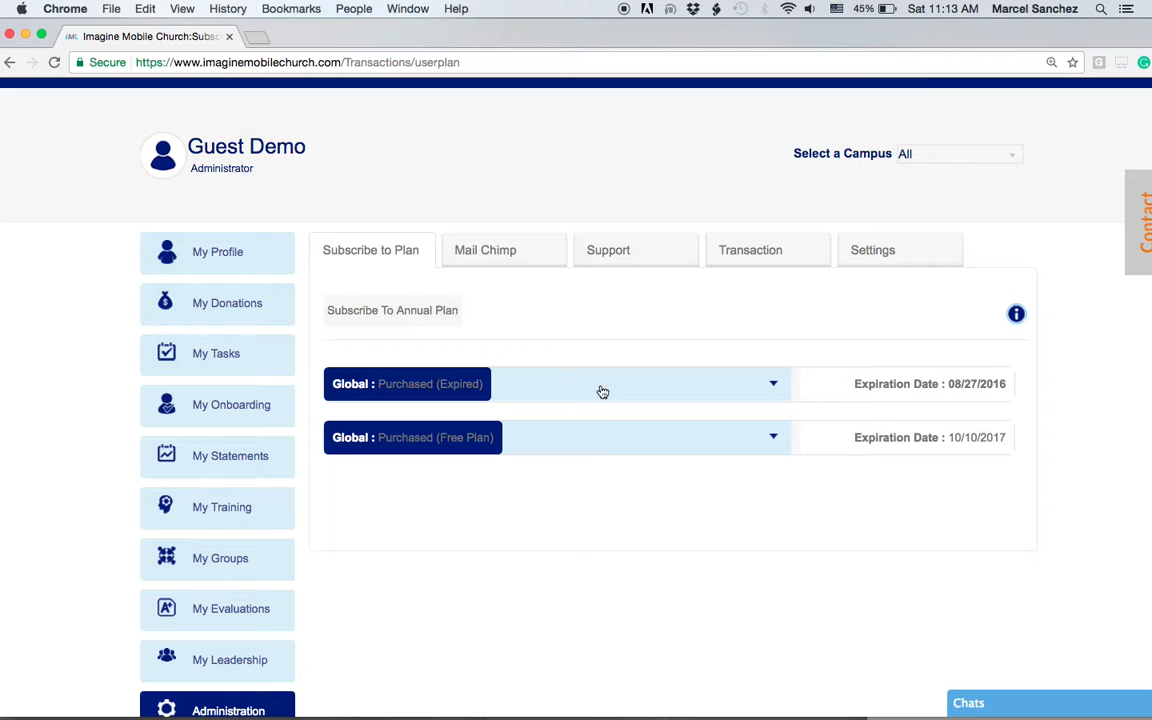 Chrome File Edit View History Bookmarks People Window Help 45% Sat 11:13 AM Marcel Sanchez
Imagine Mobile Church:Subsc
Secure https://www.imaginemobilechurch.com/Transactions/userplan
Guest Demo
Administrator
Select a Campus All
Contact
My Profile
My Donations
My Tasks
My Onboarding
My Statements
My Training
My Groups
My Evaluations
My Leadership
Administration
Subscribe to Plan Mail Chimp Support Transaction Settings
Subscribe To Annual Plan
Global : Purchased (Expired) Expiration Date : 08/27/2016
Global : Purchased (Free Plan) Expiration Date : 10/10/2017
Chats